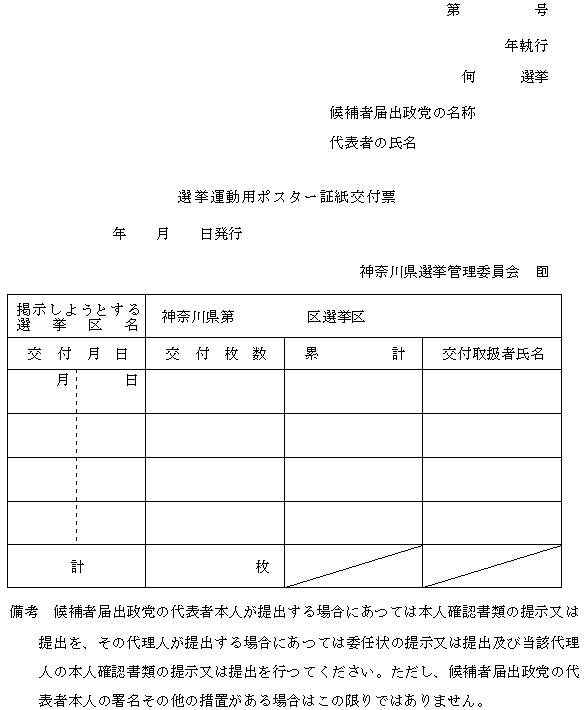 第　　　　　号
年執行
何　　　選挙
候補者届出政党の名称
代表者の氏名
選挙運動用ポスター証紙交付票
年　　月　　日発行
神奈川県選挙管理委員会　印
掲示しようとする
選挙区名
神奈川県第　　　　　区選挙区
交付月日　交付枚数　累計　交付取扱者氏名
月　日
計　枚
備考　候補者届出政党の代表者本人が提出する場合にあつては本人確認書類の提示又は
提出を、その代理人が提出する場合にあつては委任状の提示又は提出及び当該代理
人の本人確認書類の提示又は提出を行つてください。ただし、候補者届出政党の代
表者本人の署名その他の措置がある場合はこの限りではありません。